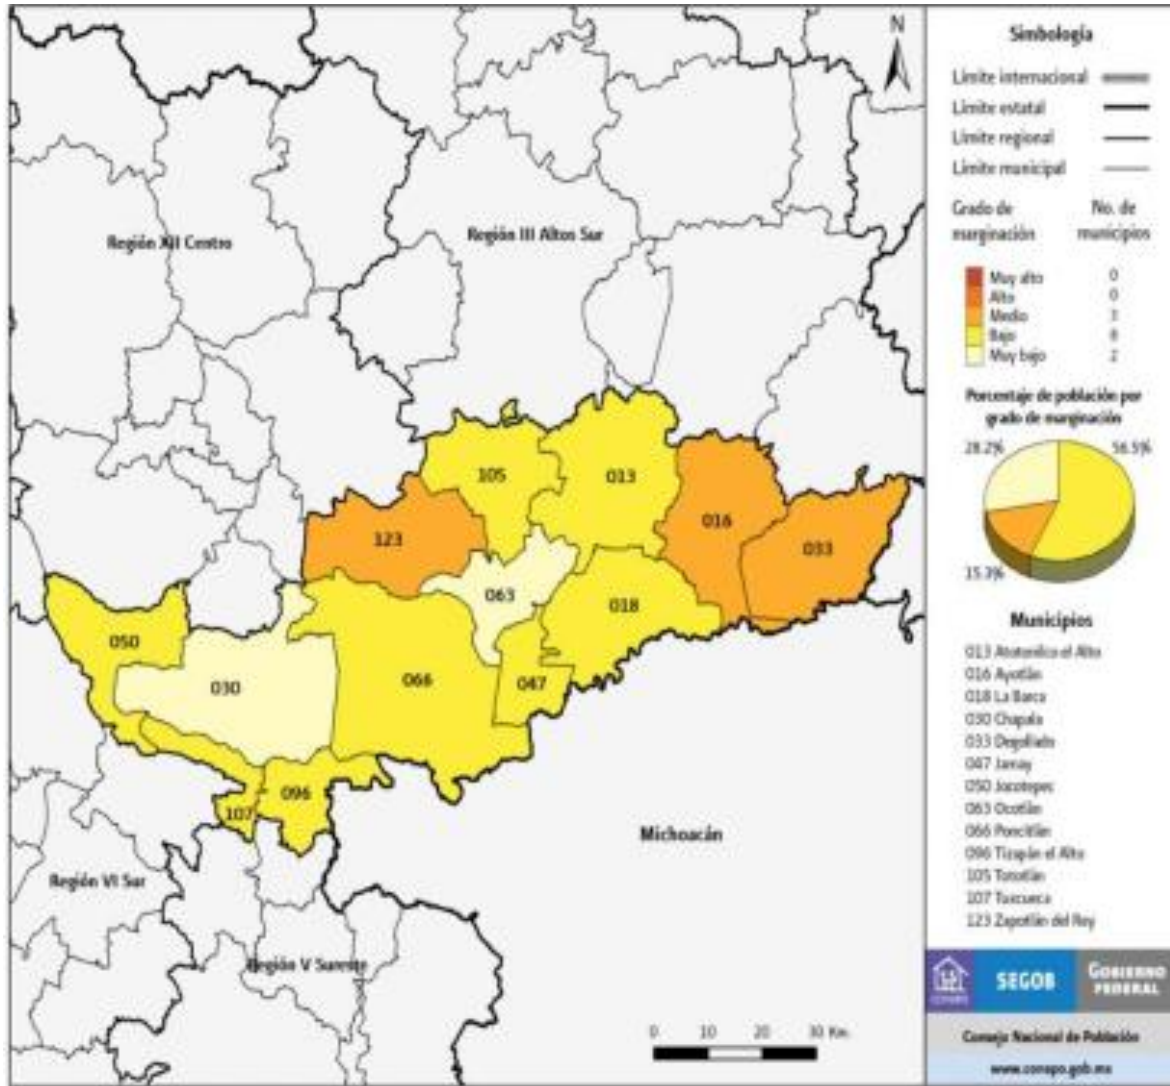 N
Región XII Centro
Región III Altos Sur
105
013
123
016
033
063
018
050
030
066
047
096
107
Michoacán
Región VI Sur
Región V Sureste
0 10 20 30 Km.
Simbología
Límite internacional
Límite estatal
Límite regional
Límite municipal
Grado de marginación
No. de municipios
Muy alto 0
Alto 0
Medio 3
Bajo 8
Muy bajo 2
Porcentaje de población por
grado de marginación
28.2%
56.5%
15.3%
Municipios
013 Atotonilco el Alto
016 Ayotlán
018 La Barca
030 Chapala
033 Degollado
047 Jamay
050 Jocotepec
063 Ocotlán
066 Poncitlán
096 Tizapán el Alto
105 Tototlán
107 Tuxcueca
123 Zapotlán del Rey
CONAPO
SEGOB
GOBIERNO
FEDERAL
Consejo Nacional de Población
www.conapo.gob.mx